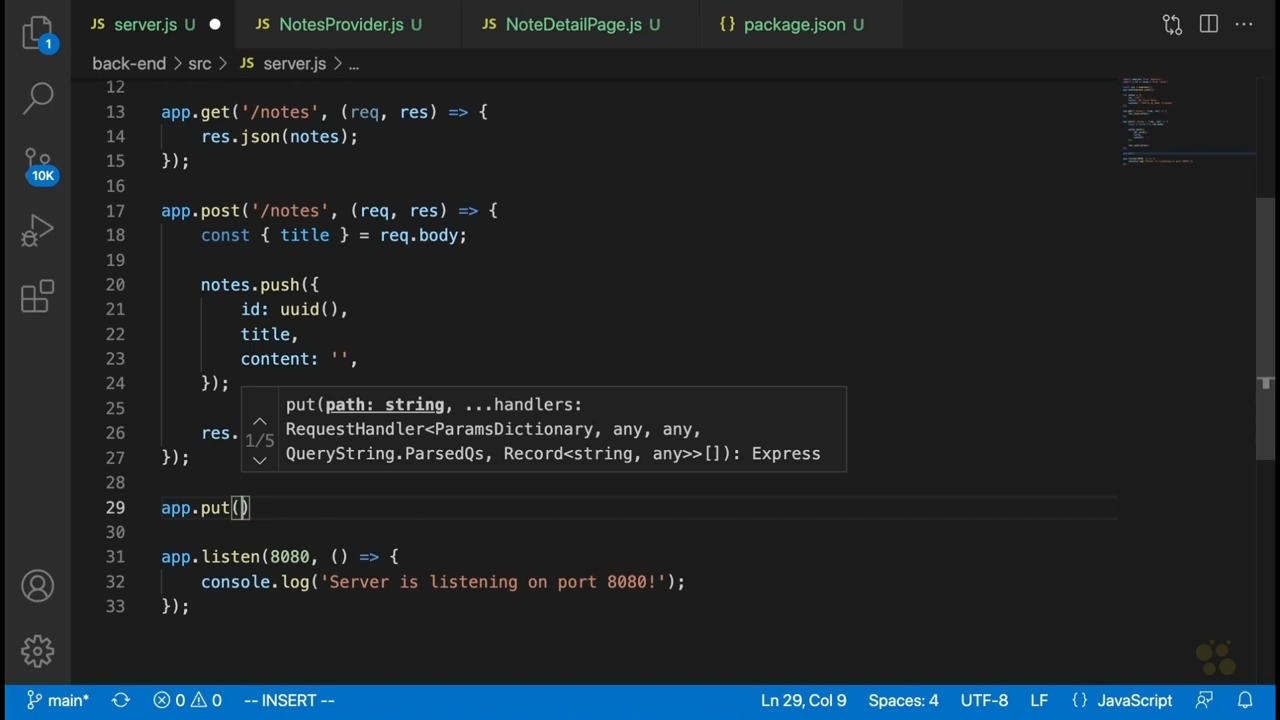 JS server.js U
JS NotesProvider.js U
JS NoteDetailPage.js U
{} package.json U
1
back-end > src > JS server.js > ...
12
13 app.get('/notes', (req, res) => {
14 res.json(notes);
15 });
16
17 app.post('/notes', (req, res) => {
18 const { title } = req.body;
19
20 notes.push({
21 id: uuid(),
22 title,
23 content: '',
24 });
25
26 res.
27 });
28
29 app.put()
30
31 app.listen(8080, () => {
32 console.log('Server is listening on port 8080!');
33 });
10K
1/5
put(path: string, ...handlers:
RequestHandler<ParamsDictionary, any, any,
QueryString.ParsedQs, Record<string, any>>[]): Express
main* 0 0 -- INSERT -- Ln 29, Col 9 Spaces: 4 UTF-8 LF {} JavaScript